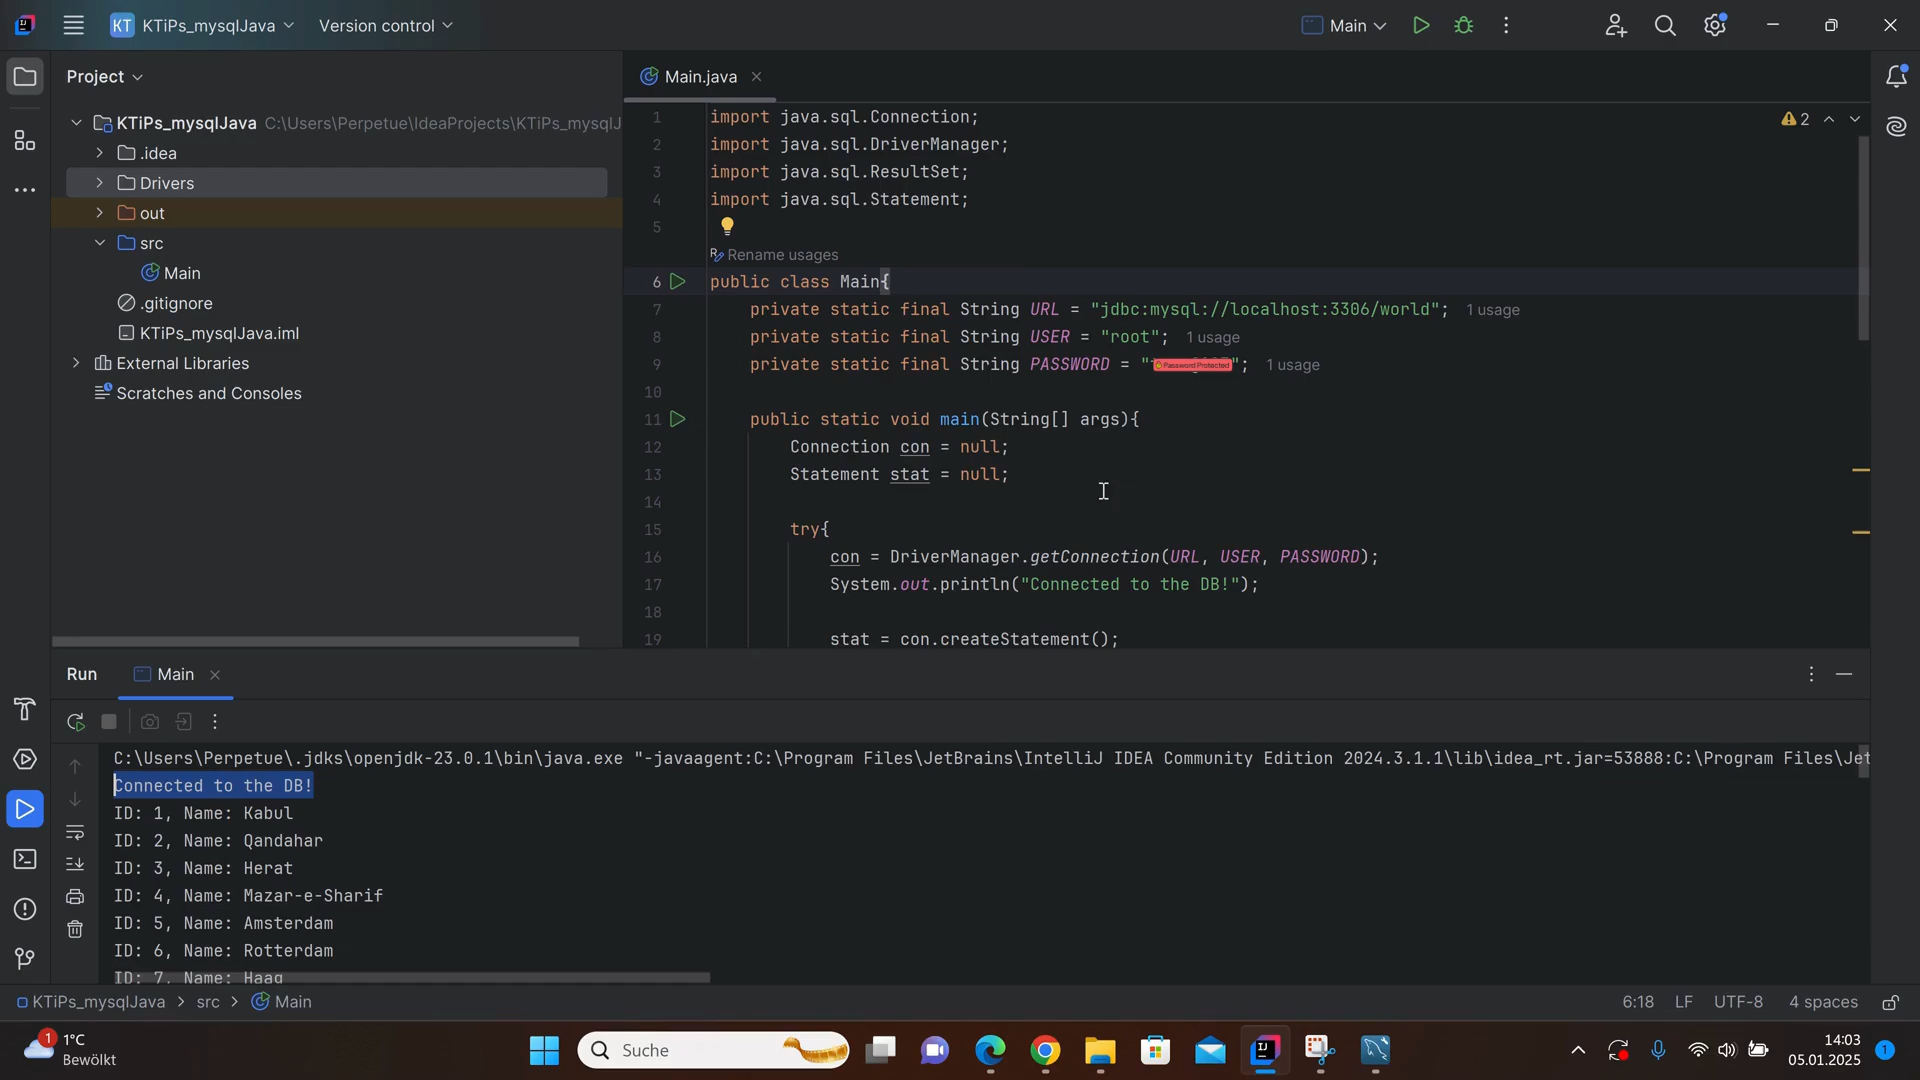 KT KTiPs_mysqlJava Version control Main
Project
KTiPs_mysqlJava C:\Users\Perpetue\IdeaProjects\KTiPs_mysqlJ
.idea
Drivers
out
src
Main
.gitignore
KTiPs_mysqlJava.iml
External Libraries
Scratches and Consoles
Main.java
2
1 import java.sql.Connection;
2 import java.sql.DriverManager;
3 import java.sql.ResultSet;
4 import java.sql.Statement;
5
Rename usages
6 public class Main{
7 private static final String URL = "jdbc:mysql://localhost:3306/world"; 1 usage
8 private static final String USER = "root"; 1 usage
9 private static final String PASSWORD = "Password Protected"; 1 usage
10
11 public static void main(String[] args){
12 Connection con = null;
13 Statement stat = null;
14
15 try{
16 con = DriverManager.getConnection(URL, USER, PASSWORD);
17 System.out.println("Connected to the DB!");
18
19 stat = con.createStatement();
Run Main
C:\Users\Perpetue\.jdks\openjdk-23.0.1\bin\java.exe "-javaagent:C:\Program Files\JetBrains\IntelliJ IDEA Community Edition 2024.3.1.1\lib\idea_rt.jar=53888:C:\Program Files\Jet
Connected to the DB!
ID: 1, Name: Kabul
ID: 2, Name: Qandahar
ID: 3, Name: Herat
ID: 4, Name: Mazar-e-Sharif
ID: 5, Name: Amsterdam
ID: 6, Name: Rotterdam
ID: 7, Name: Haag
KTiPs_mysqlJava > src > Main 6:18 LF UTF-8 4 spaces
1 1°C
Bewölkt
Suche
14:03
05.01.2025
1